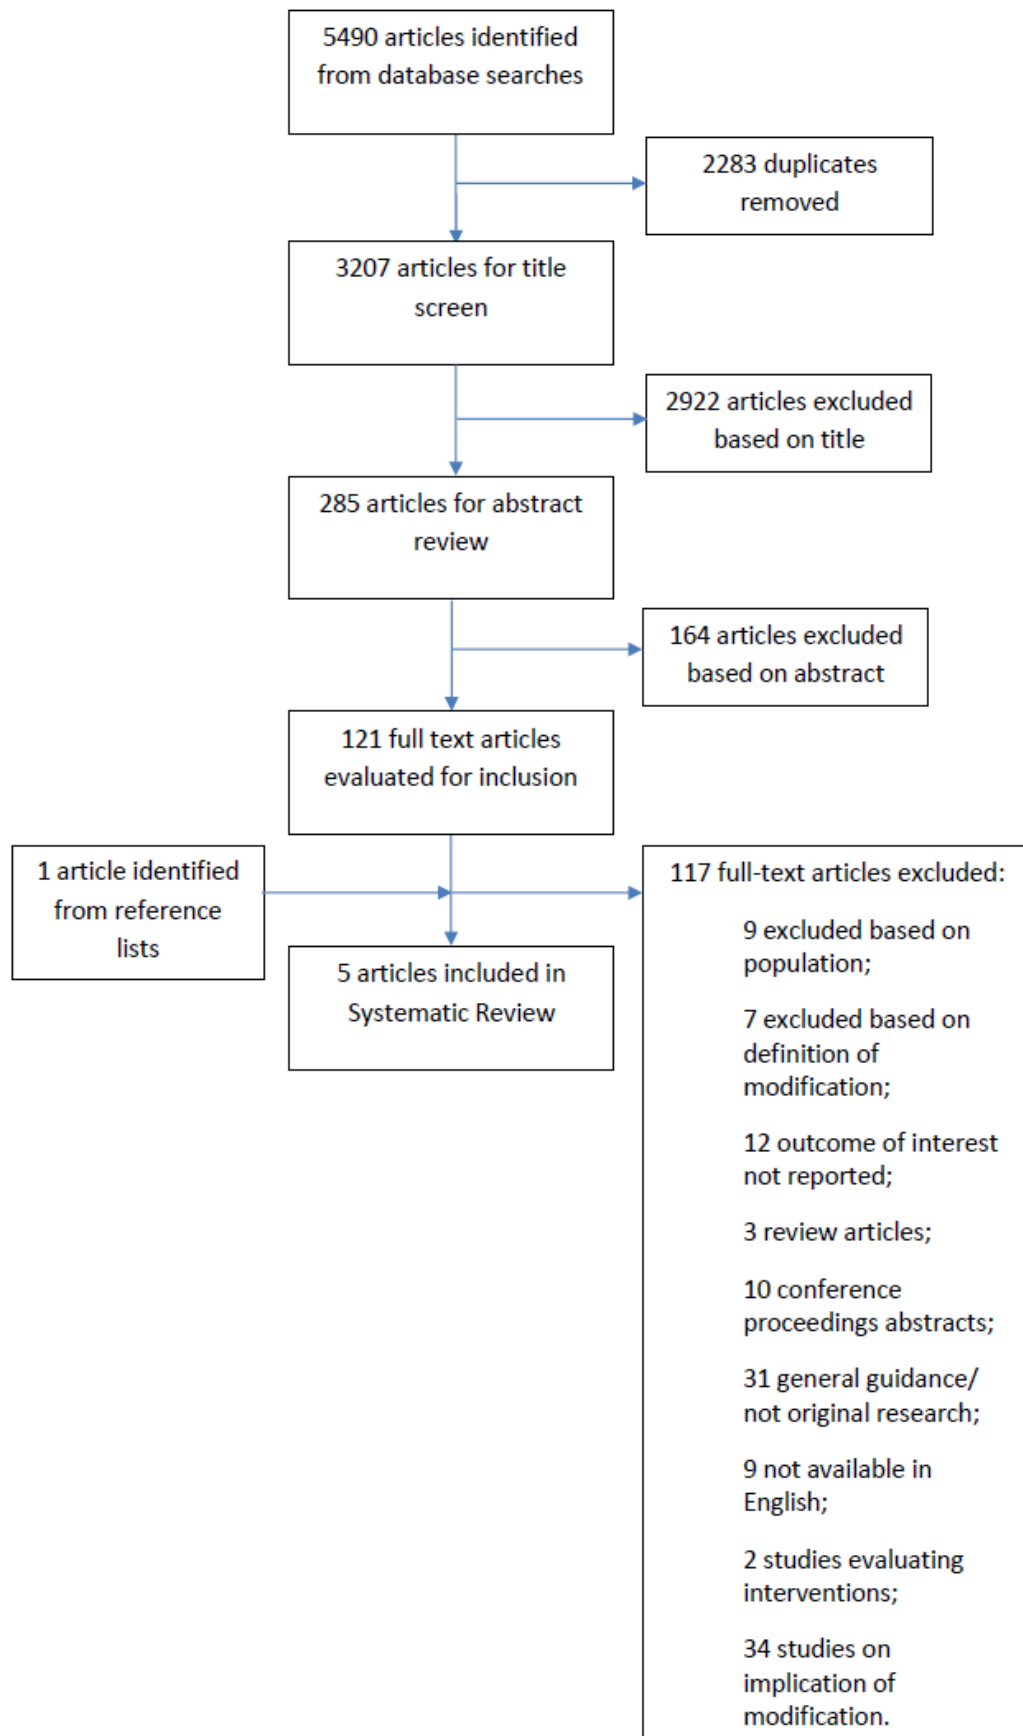 5490 articles identified
from database searches
2283 duplicates
removed
3207 articles for title
screen
2922 articles excluded
based on title
285 articles for abstract
review
164 articles excluded
based on abstract
121 full text articles
evaluated for inclusion
1 article identified
from reference
lists
117 full-text articles excluded:
9 excluded based on
population;
7 excluded based on
definition of
modification;
12 outcome of interest
not reported;
3 review articles;
10 conference
proceedings abstracts;
31 general guidance/
not original research;
9 not available in
English;
2 studies evaluating
interventions;
34 studies on
implication of
modification.
5 articles included in
Systematic Review